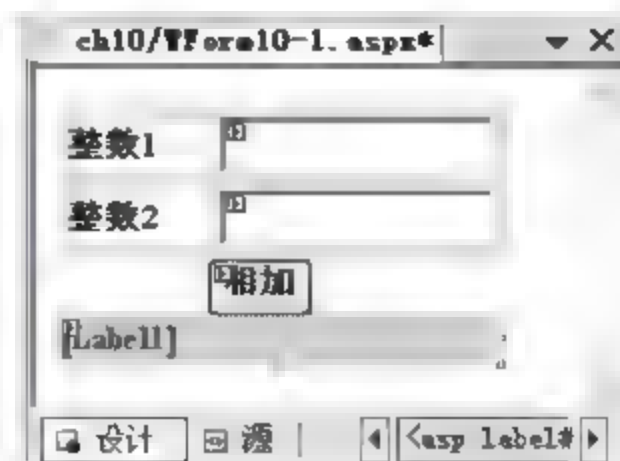 ch10/WForm10-1.aspx*
整数1
整数2
相加
[Label1]
设计 源 <asp label#